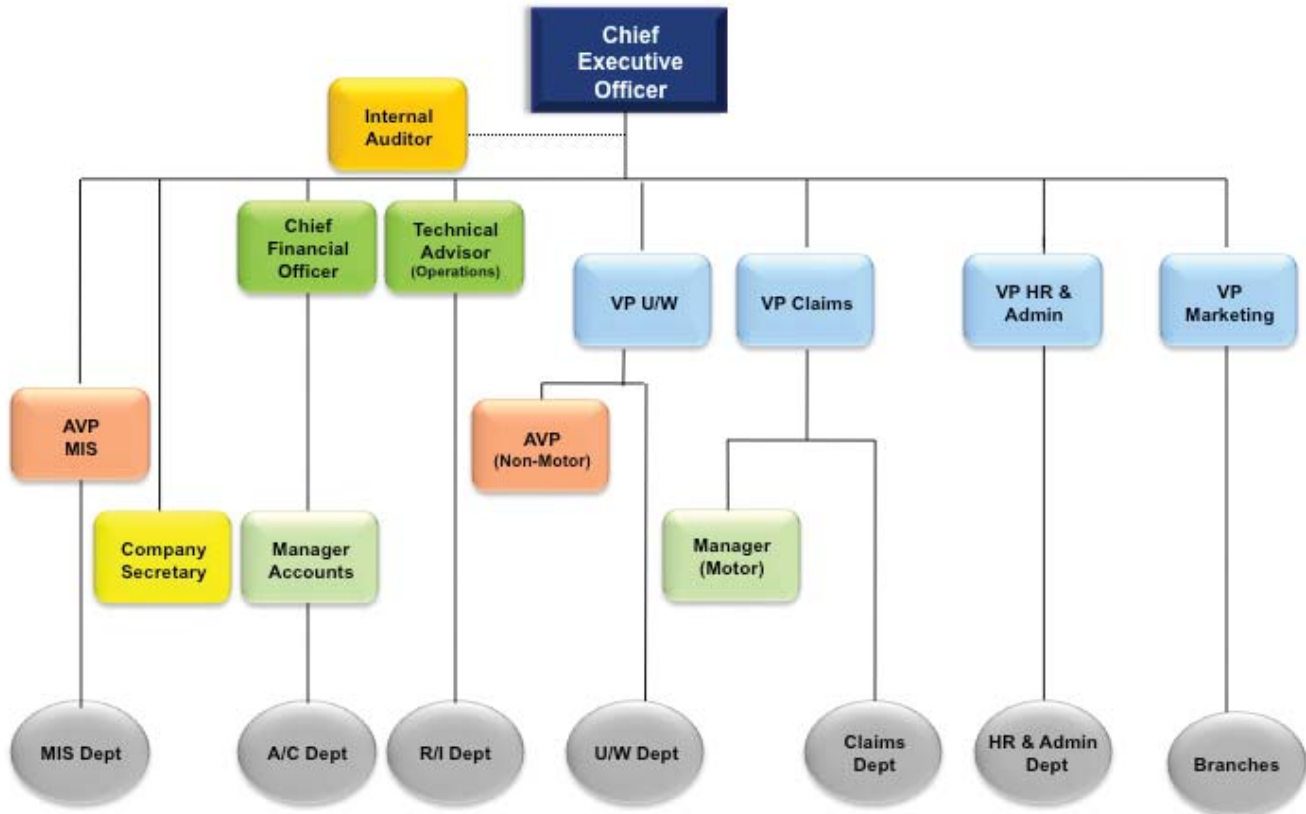 Chief
Executive
Officer
Internal
Auditor
Chief
Financial
Officer
Technical
Advisor
(Operations)
VP U/W
VP Claims
VP HR &
Admin
VP
Marketing
AVP
MIS
AVP
(Non-Motor)
Company
Secretary
Manager
Accounts
Manager
(Motor)
MIS Dept
A/C Dept
R/I Dept
U/W Dept
Claims
Dept
HR & Admin
Dept
Branches